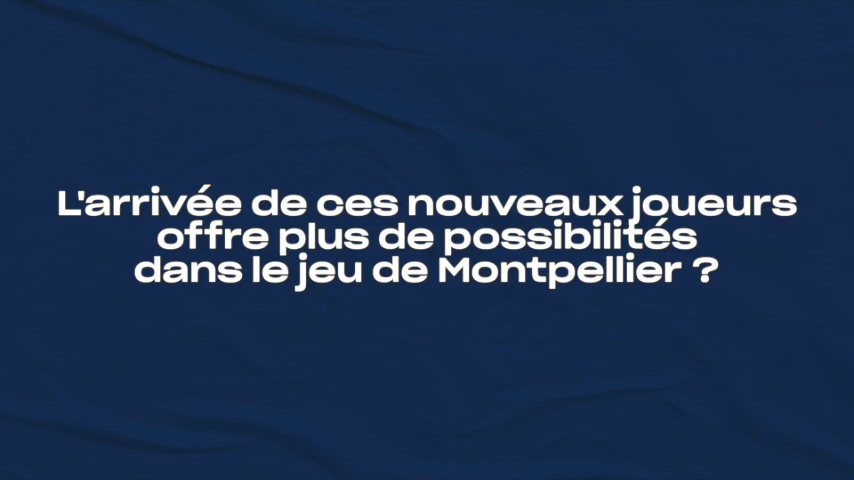 L'arrivée de ces nouveaux joueurs
offre plus de possibilités
dans le jeu de Montpellier ?